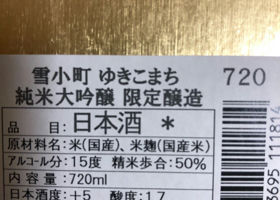 雪小町 ゆきこまち 720
純米大吟醸 限定醸造
品目: 日本酒 *
原材料名: 米(国産)、米麹(国産米)
アルコール分: 15度 精米歩合: 50%
内容量: 720ml
日本酒度: +5 酸度: 1.7